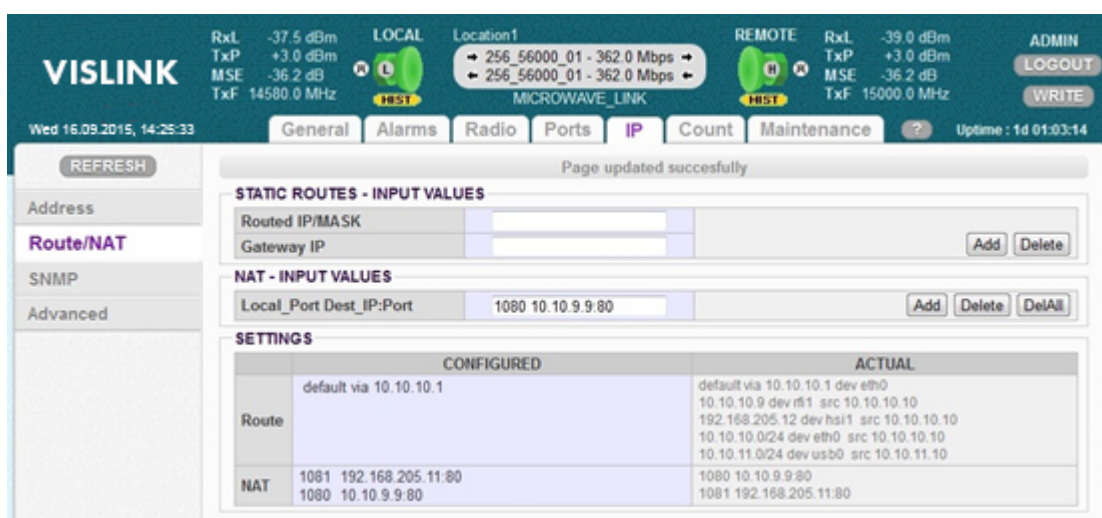 VISLINK
RxL -37.5 dBm
TxP +3.0 dBm
MSE -36.2 dB
TxF 14580.0 MHz
LOCAL
R L
HIST
Location1
→ 256_56000_01 - 362.0 Mbps →
← 256_56000_01 - 362.0 Mbps ←
MICROWAVE_LINK
REMOTE
H R
HIST
RxL -39.0 dBm
TxP +3.0 dBm
MSE -36.2 dB
TxF 15000.0 MHz
ADMIN
LOGOUT
WRITE
Wed 16.09.2015, 14:25:33
General Alarms Radio Ports IP Count Maintenance ? Uptime : 1d 01:03:14
REFRESH
Address
Route/NAT
SNMP
Advanced
Page updated succesfully
STATIC ROUTES - INPUT VALUES
Routed IP/MASK
Gateway IP
Add Delete
NAT - INPUT VALUES
Local_Port Dest_IP:Port 1080 10.10.9.9:80 Add Delete DelAll
SETTINGS
CONFIGURED ACTUAL
Route
default via 10.10.10.1
default via 10.10.10.1 dev eth0
10.10.10.9 dev rfi1 src 10.10.10.10
192.168.205.12 dev hsi1 src 10.10.10.10
10.10.10.0/24 dev eth0 src 10.10.10.10
10.10.11.0/24 dev usb0 src 10.10.11.10
NAT
1081 192.168.205.11:80
1080 10.10.9.9:80
1080 10.10.9.9:80
1081 192.168.205.11:80